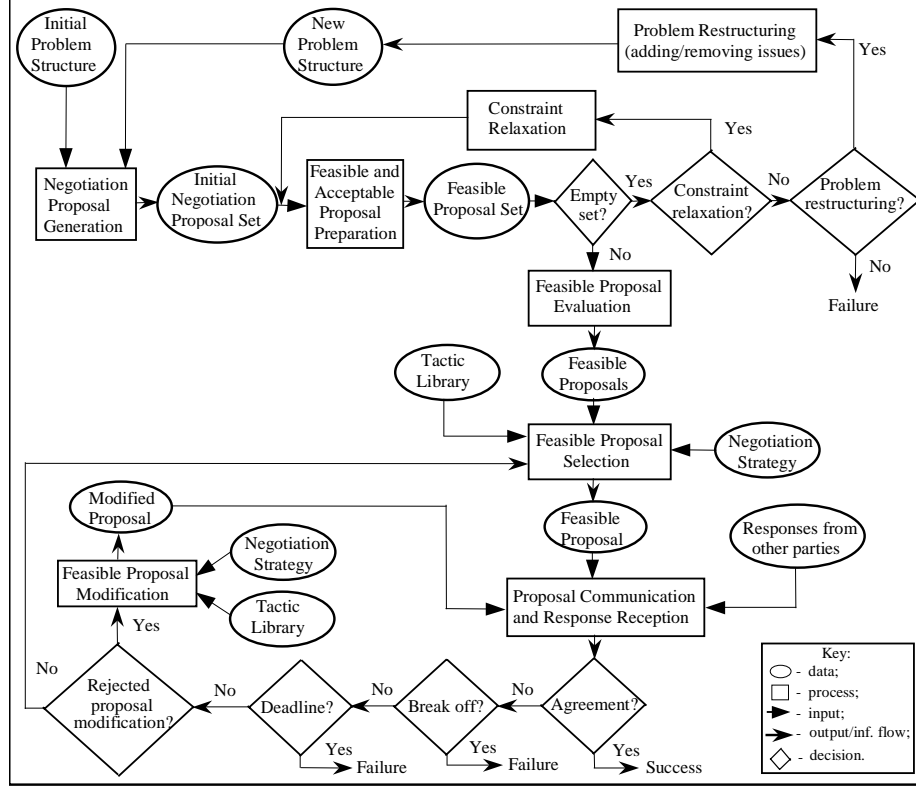 Initial
Problem
Structure
New
Problem
Structure
Problem Restructuring
(adding/removing issues)
Yes
Constraint
Relaxation
Yes
Negotiation
Proposal
Generation
Initial
Negotiation
Proposal Set
Feasible and
Acceptable
Proposal
Preparation
Feasible
Proposal Set
Empty
set?
Yes
Constraint
relaxation?
No
Problem
restructuring?
No
No
Failure
Feasible Proposal
Evaluation
Tactic
Library
Feasible
Proposals
Feasible Proposal
Selection
Negotiation
Strategy
Modified
Proposal
Feasible
Proposal
Responses from
other parties
Negotiation
Strategy
Feasible Proposal
Modification
Tactic
Library
Proposal Communication
and Response Reception
Yes
No
Rejected
proposal
modification?
No
Deadline?
No
Break off?
No
Agreement?
Yes
Failure
Yes
Failure
Yes
Success
Key:
- data;
- process;
- input;
- output/inf. flow;
- decision.